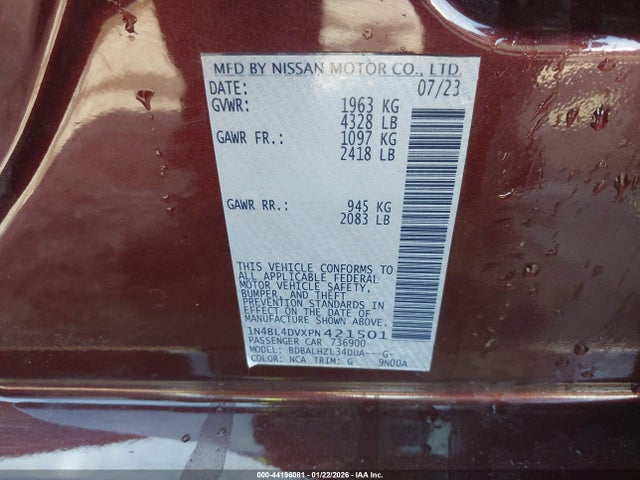 MFD BY NISSAN MOTOR CO., LTD.
DATE: 07/23
GVWR: 1963 KG
4328 LB
GAWR FR.: 1097 KG
2418 LB
GAWR RR.: 945 KG
2083 LB
THIS VEHICLE CONFORMS TO
ALL APPLICABLE FEDERAL
MOTOR VEHICLE SAFETY,
BUMPER, AND THEFT
PREVENTION STANDARDS IN
EFFECT ON THE DATE OF
MANUFACTURE SHOWN ABOVE.
1N4BL4DVXPN421501
PASSENGER CAR 736900
MODEL: BDBALHZL34DUA---G-
COLOR: NCA TRIM: G 9N00A
000-44196081 - 01/22/2026 - IAA Inc.